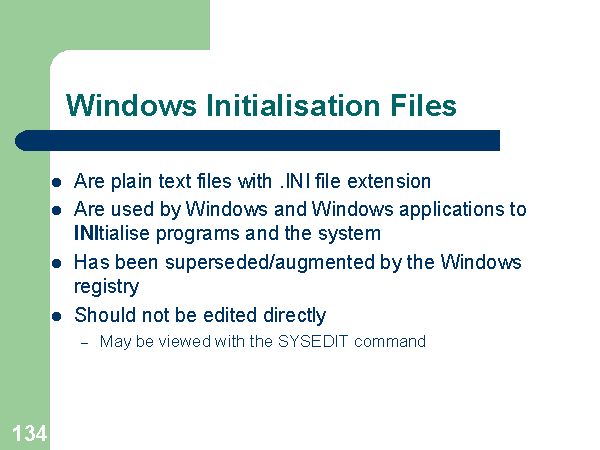 Windows Initialisation Files
● Are plain text files with .INI file extension
● Are used by Windows and Windows applications to
INItialise programs and the system
● Has been superseded/augmented by the Windows
registry
● Should not be edited directly
– May be viewed with the SYSEDIT command
134